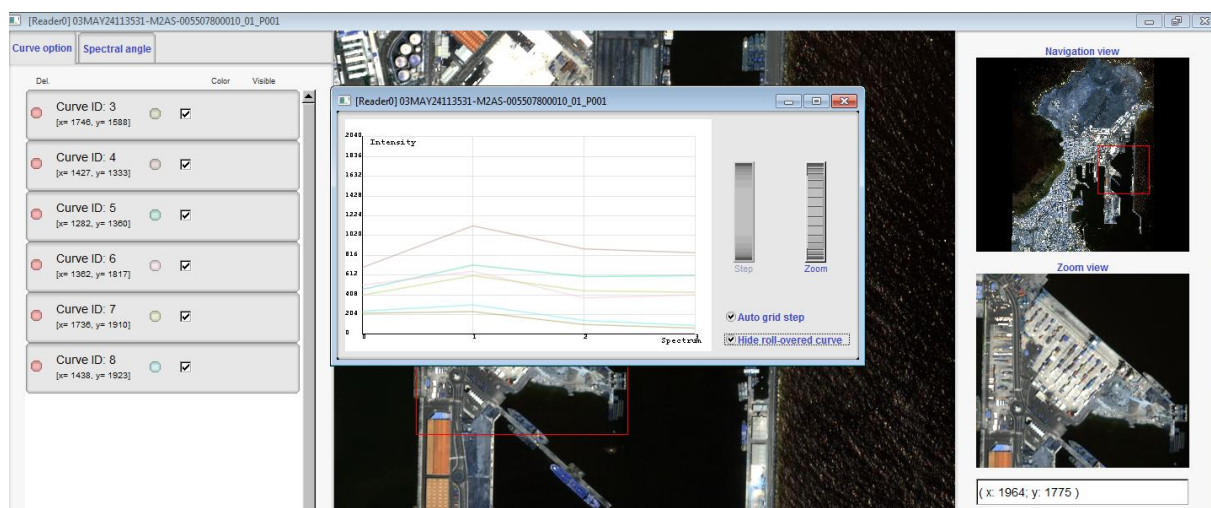 [Reader0] 03MAY24113531-M2AS-005507800010_01_P001
Curve option
Spectral angle
Del.
Color
Visible
Curve ID: 3
[x= 1746, y= 1588]
Curve ID: 4
[x= 1427, y= 1333]
Curve ID: 5
[x= 1282, y= 1360]
Curve ID: 6
[x= 1362, y= 1817]
Curve ID: 7
[x= 1736, y= 1910]
Curve ID: 8
[x= 1438, y= 1923]
[Reader0] 03MAY24113531-M2AS-005507800010_01_P001
Intensity
2040
1836
1632
1428
1224
1020
816
612
408
204
0
0
1
2
Spectrum
Step
Zoom
Auto grid step
Hide roll-overed curve
Navigation view
Zoom view
( x: 1964; y: 1775 )